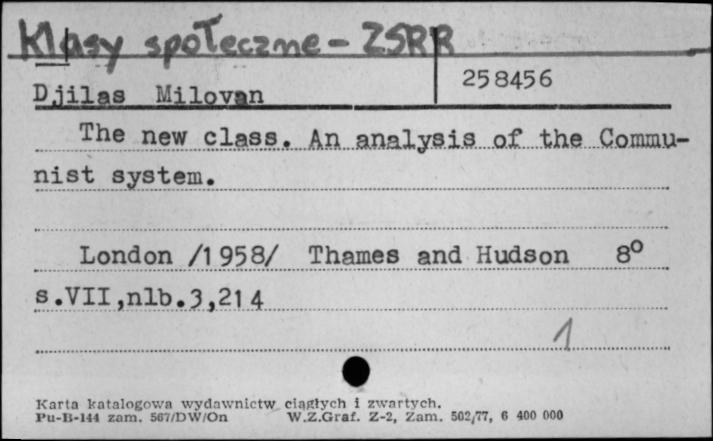 Klasy społeczne - ZSRR
258456
Djilas Milovan
The new class. An analysis of the Commu-
nist system.
London /1958/ Thames and Hudson 8°
s.VII,nlb.3,214
1
Karta katalogowa wydawnictw ciągłych i zwartych.
Pu-B-144 zam. 567/DW/On W.Z.Graf. Z-2, Zam. 502/77, 6 400 000